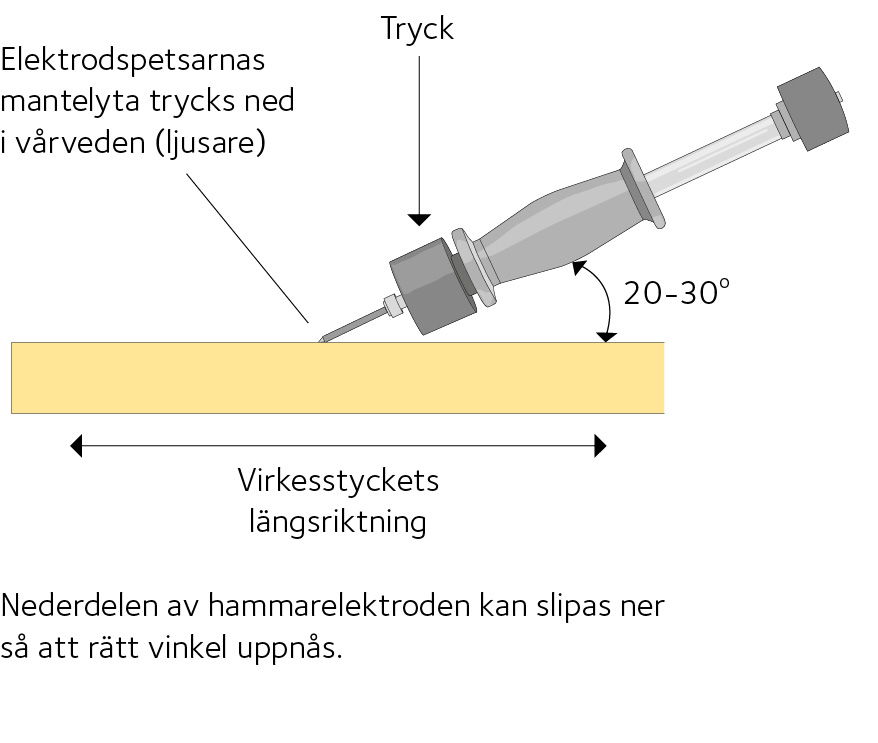 Tryck
Elektrodspetsarnas
mantelyta trycks ned
i vårveden (ljusare)
20-30°
Virkesstyckets
längsriktning
Nederdelen av hammarelektroden kan slipas ner
så att rätt vinkel uppnås.